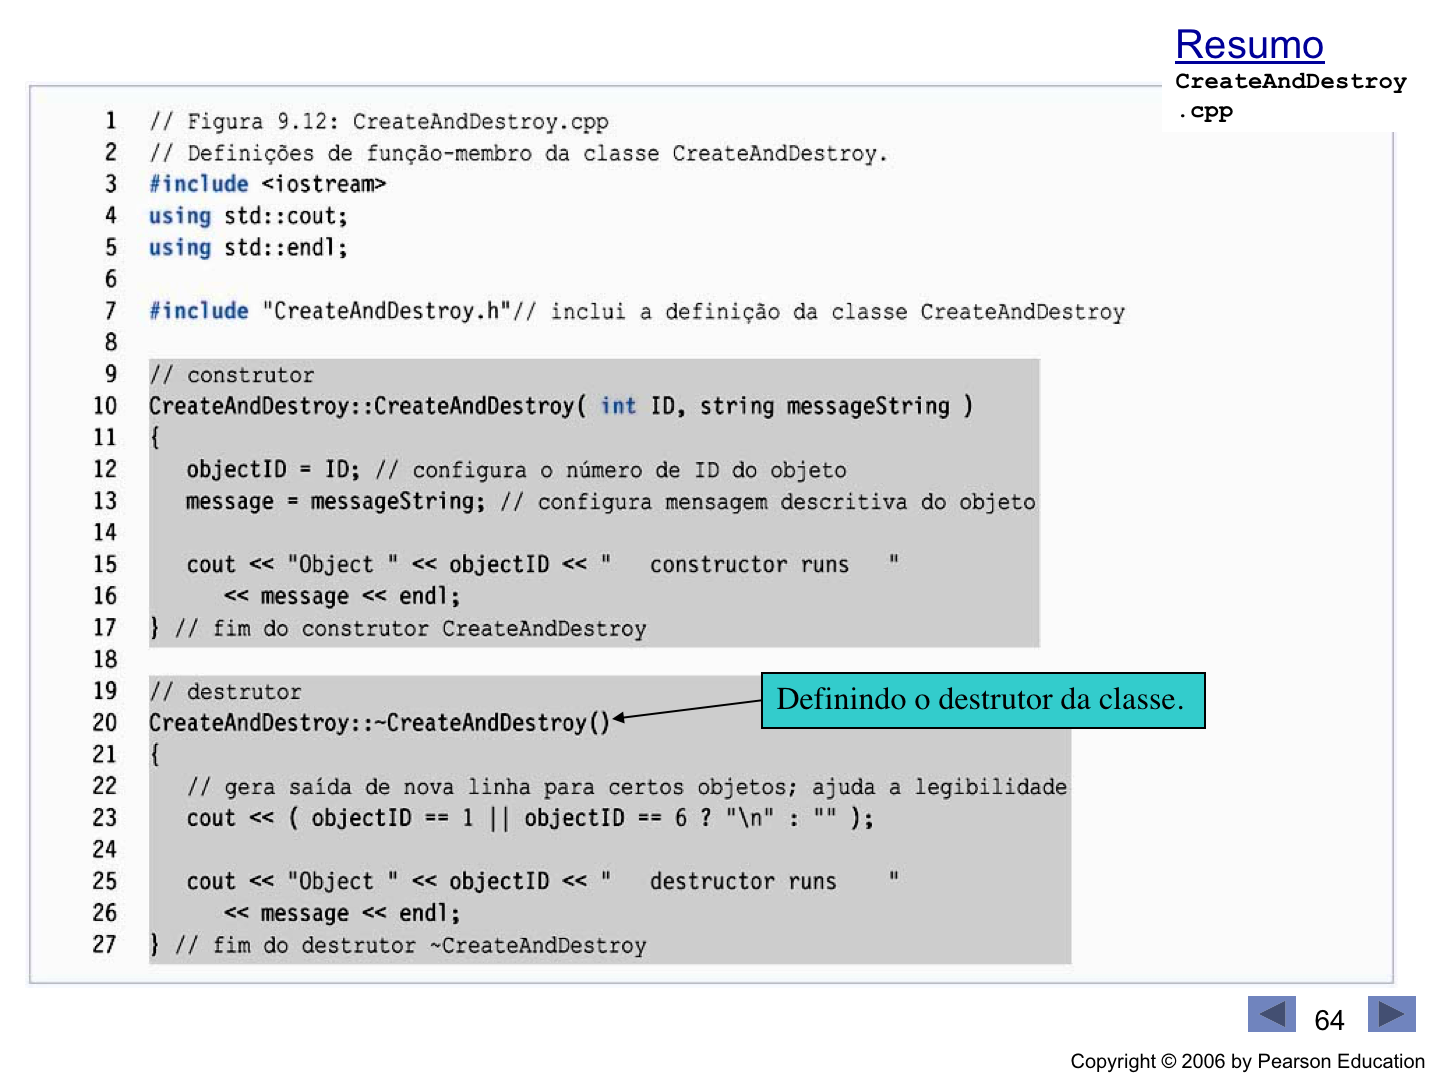 Resumo
CreateAndDestroy
.cpp
1 // Figura 9.12: CreateAndDestroy.cpp
2 // Definições de função-membro da classe CreateAndDestroy.
3 #include <iostream>
4 using std::cout;
5 using std::endl;
6
7 #include "CreateAndDestroy.h"// inclui a definição da classe CreateAndDestroy
8
9 // construtor
10 CreateAndDestroy::CreateAndDestroy( int ID, string messageString )
11 {
12    objectID = ID; // configura o número de ID do objeto
13    message = messageString; // configura mensagem descritiva do objeto
14
15    cout << "Object " << objectID << "   constructor runs   "
16       << message << endl;
17 } // fim do construtor CreateAndDestroy
18
19 // destrutor
Definindo o destrutor da classe.
20 CreateAndDestroy::~CreateAndDestroy()
21 {
22    // gera saída de nova linha para certos objetos; ajuda a legibilidade
23    cout << ( objectID == 1 || objectID == 6 ? "\n" : "" );
24
25    cout << "Object " << objectID << "   destructor runs    "
26       << message << endl;
27 } // fim do destrutor ~CreateAndDestroy
64
Copyright © 2006 by Pearson Education